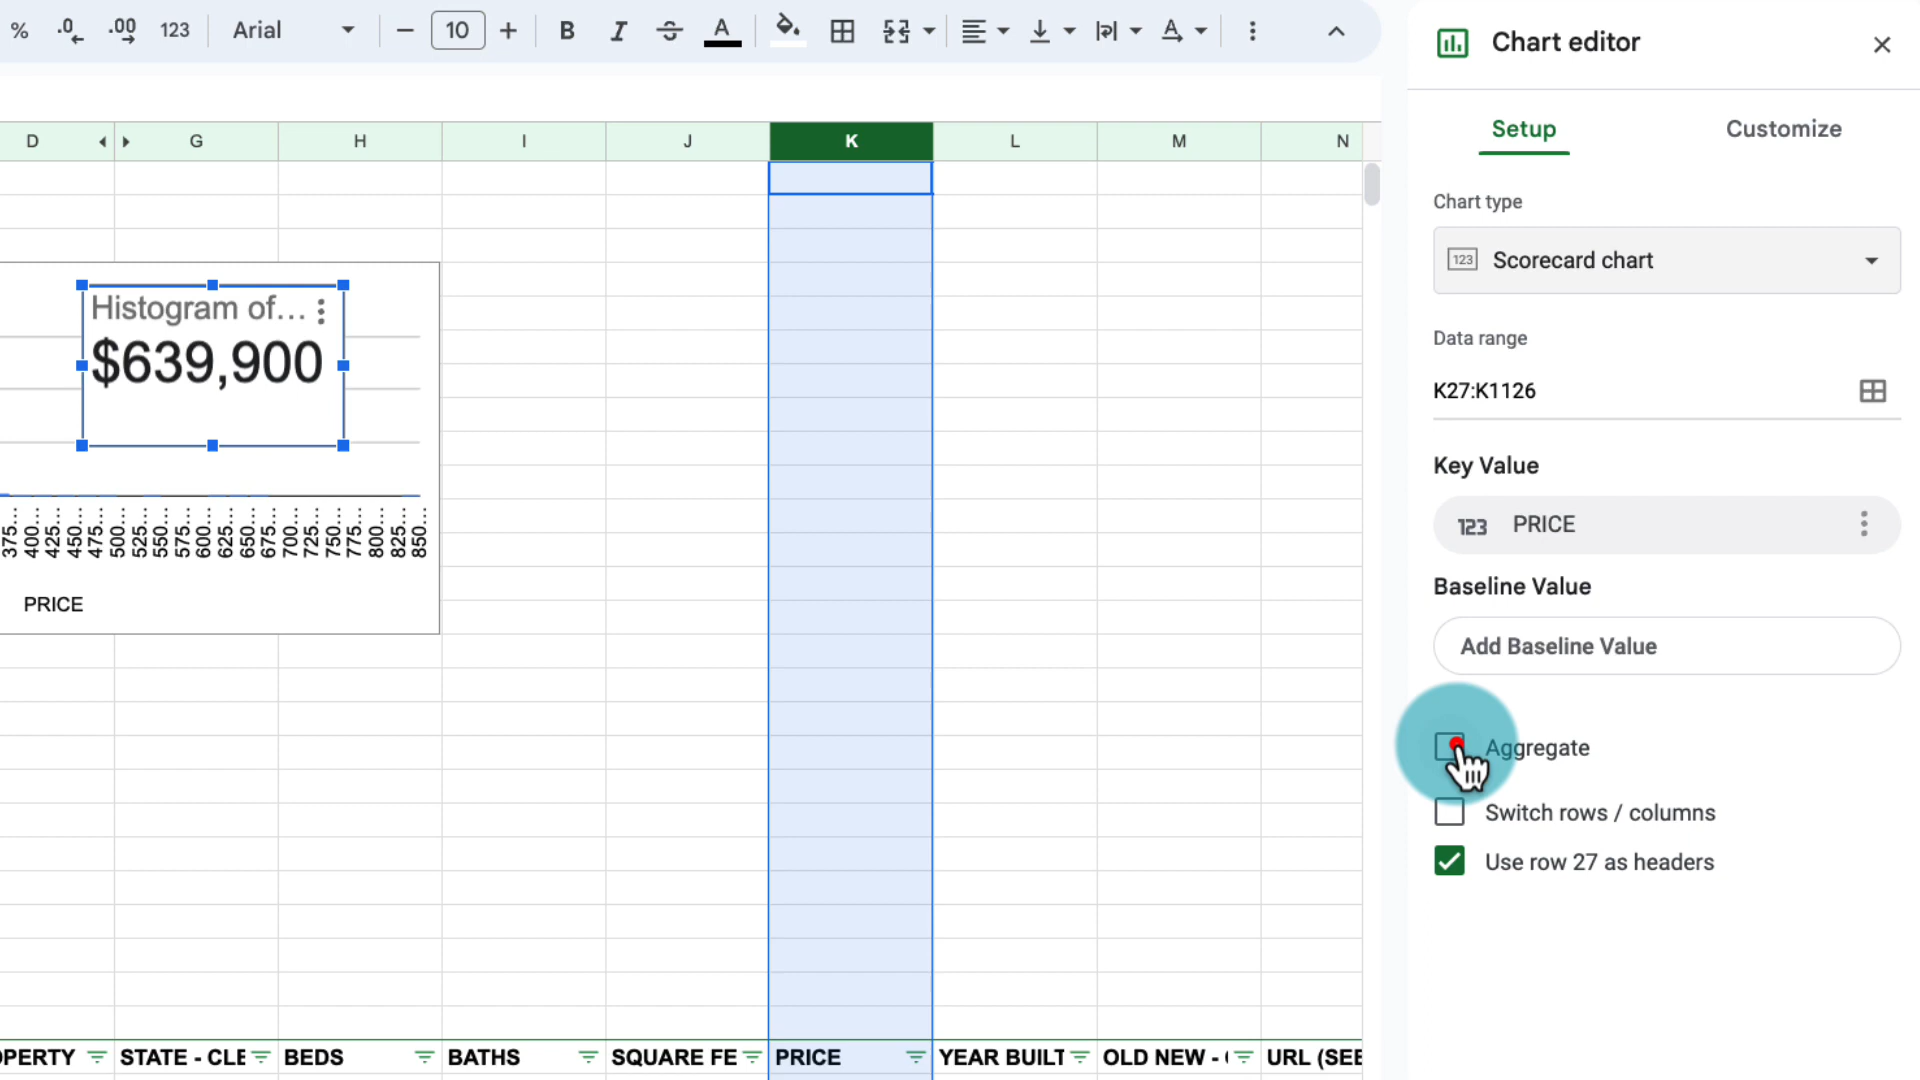 % .0 .00 123 Arial 10 B I S A
Chart editor
Setup Customize
D G H I J K L M N
Chart type
123 Scorecard chart
Histogram of...
$639,900
Data range
K27:K1126
Key Value
123 PRICE
375... 400... 425... 450... 475... 500... 525... 550... 575... 600... 625... 650... 675... 700... 725... 750... 775... 800... 825... 850...
PRICE
Baseline Value
Add Baseline Value
Aggregate
Switch rows / columns
Use row 27 as headers
OPERTY STATE - CLE BEDS BATHS SQUARE FE PRICE YEAR BUILT OLD NEW - URL (SEE